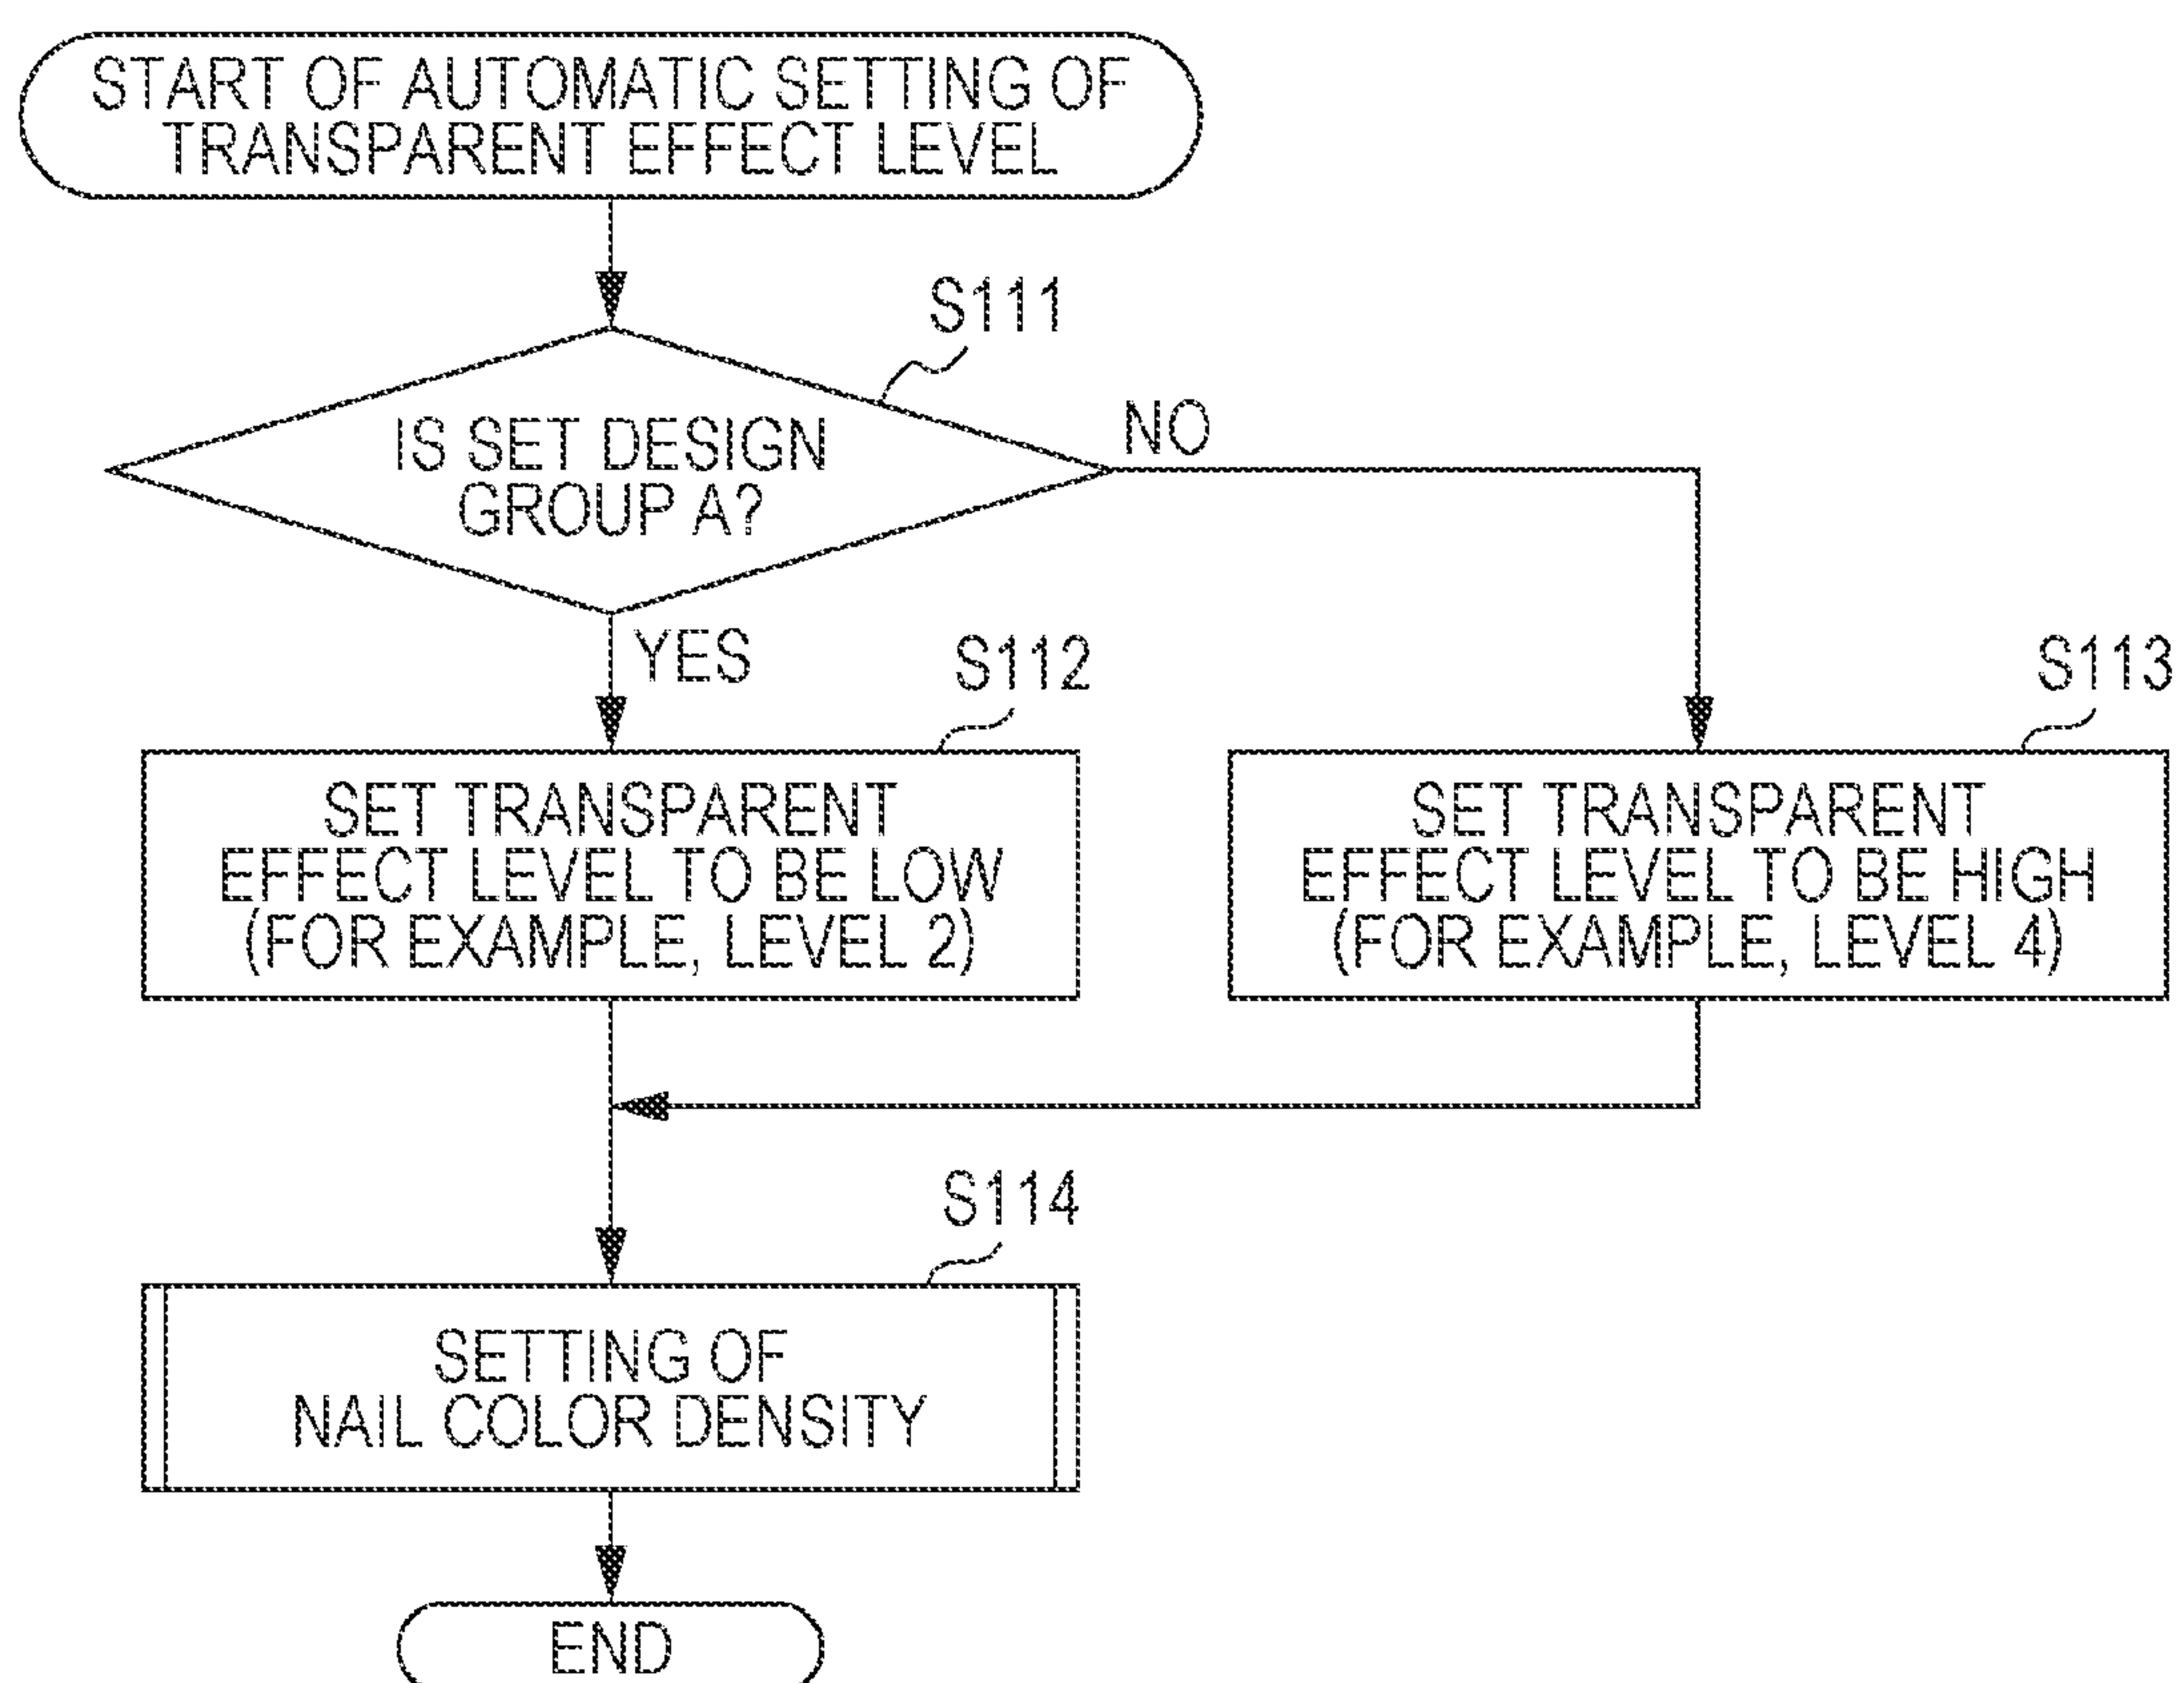 START OF AUTOMATIC SETTING OF
TRANSPARENT EFFECT LEVEL
S111
IS SET DESIGN
GROUP A?
NO
YES
S112
SET TRANSPARENT
EFFECT LEVEL TO BE LOW
(FOR EXAMPLE, LEVEL 2)
S113
SET TRANSPARENT
EFFECT LEVEL TO BE HIGH
(FOR EXAMPLE, LEVEL 4)
S114
SETTING OF
NAIL COLOR DENSITY
END